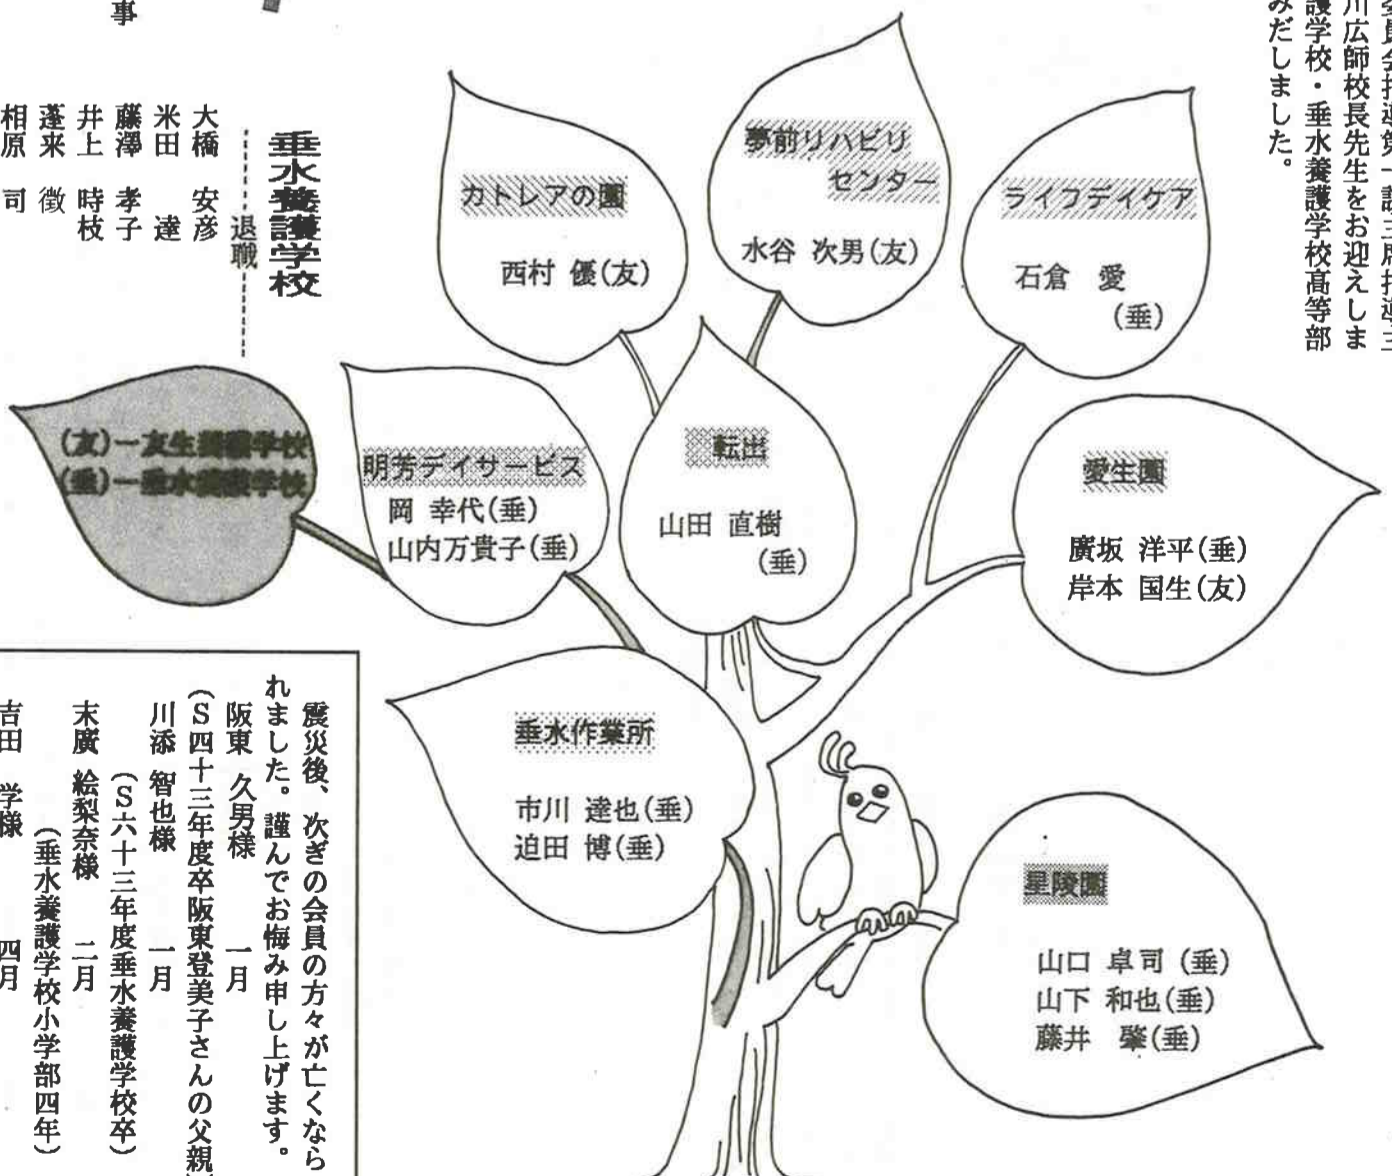 川広師校長先生をお迎えしま
護学校・垂水養護学校高等部
みだしました。
夢前リハビリ
センター
水谷 次男(友)
カトレアの園
西村 優(友)
ライフデイケア
石倉 愛
(垂)
明芳デイサービス
岡 幸代(垂)
山内万貴子(垂)
転出
山田 直樹
(垂)
愛生園
廣坂 洋平(垂)
岸本 国生(友)
垂水作業所
市川 達也(垂)
迫田 博(垂)
星陵園
山口 卓司(垂)
山下 和也(垂)
藤井 肇(垂)
(友)ー友生養護学校
(垂)ー垂水養護学校
垂水養護学校
退職
大橋 安彦
米田 達
藤澤 孝子
井上 時枝
蓬来 徴
相原 司
事
震災後、次ぎの会員の方々が亡くなら
れました。謹んでお悔み申し上げます。
阪東 久男様 一月
(S四十三年度卒阪東登美子さんの父親)
川添 智也様 一月
(S六十三年度垂水養護学校卒)
末廣 絵梨奈様 二月
(垂水養護学校小学部四年)
吉田 学様 四月